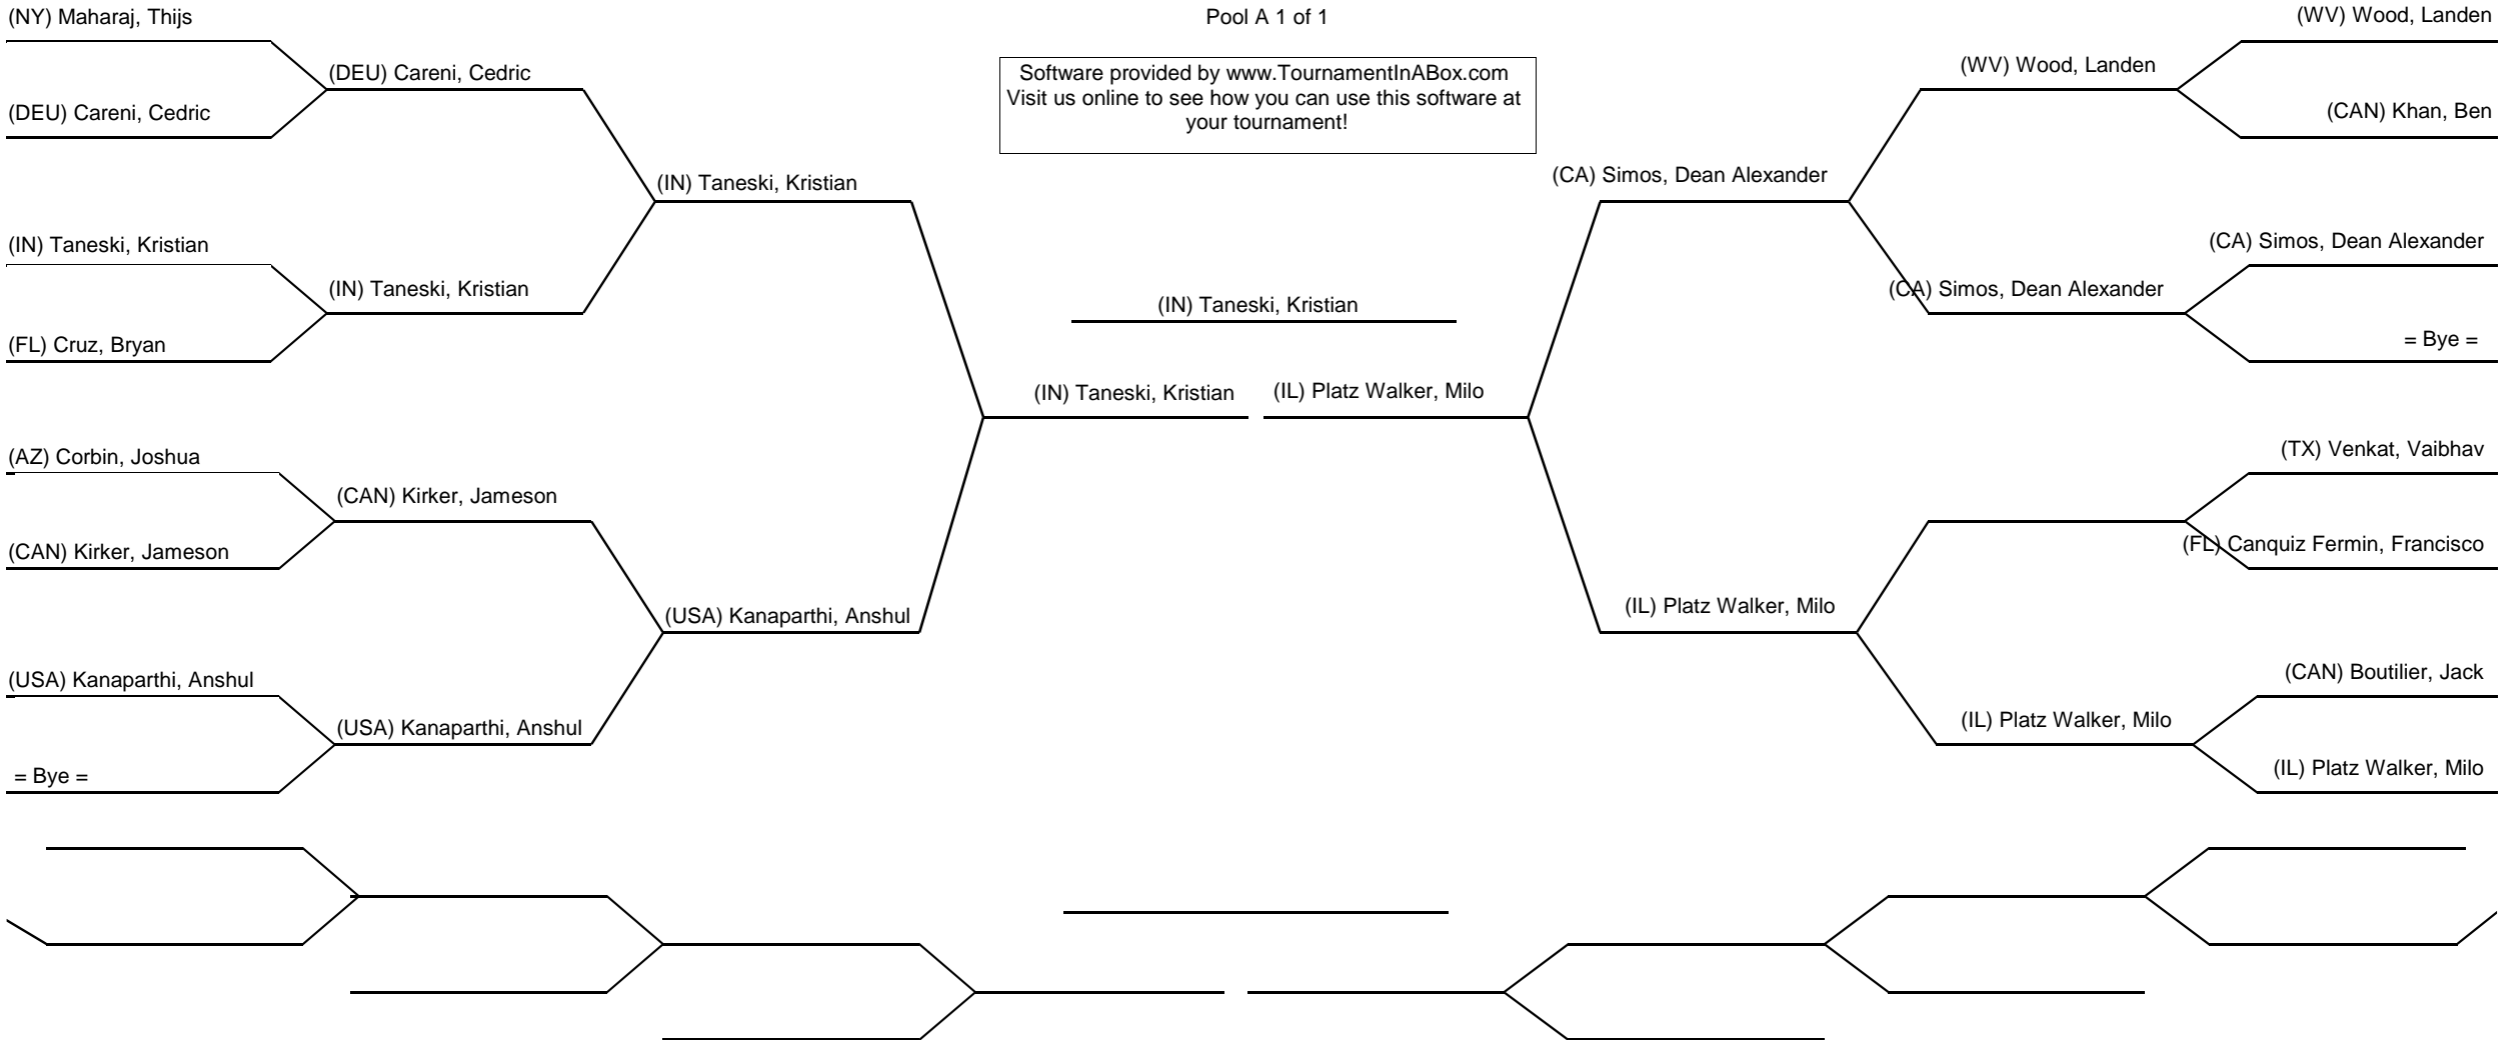 (NY) Maharaj, Thijs
Pool A 1 of 1
(WV) Wood, Landen
(DEU) Careni, Cedric
Software provided by www.TournamentInABox.com
Visit us online to see how you can use this software at
your tournament!
(WV) Wood, Landen
(DEU) Careni, Cedric
(CAN) Khan, Ben
(IN) Taneski, Kristian
(CA) Simos, Dean Alexander
(IN) Taneski, Kristian
(CA) Simos, Dean Alexander
(IN) Taneski, Kristian
(IN) Taneski, Kristian
(CA) Simos, Dean Alexander
(FL) Cruz, Bryan
= Bye =
(IN) Taneski, Kristian
(IL) Platz Walker, Milo
(AZ) Corbin, Joshua
(TX) Venkat, Vaibhav
(CAN) Kirker, Jameson
(CAN) Kirker, Jameson
(FL) Canquiz Fermin, Francisco
(USA) Kanaparthi, Anshul
(IL) Platz Walker, Milo
(USA) Kanaparthi, Anshul
(CAN) Boutilier, Jack
(USA) Kanaparthi, Anshul
(IL) Platz Walker, Milo
= Bye =
(IL) Platz Walker, Milo